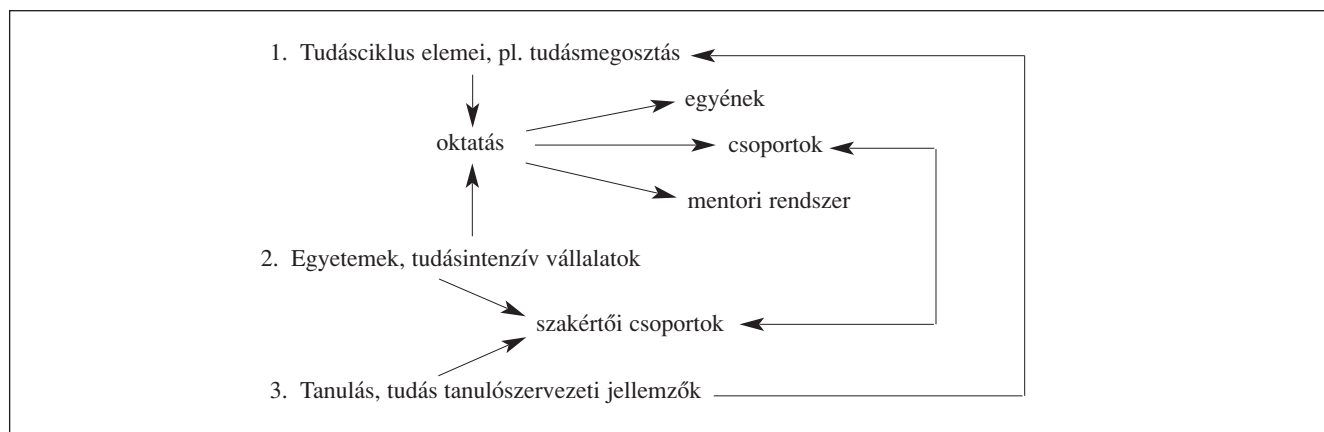 1. Tudásciklus elemei, pl. tudásmegosztás
egyének
oktatás
csoportok
mentori rendszer
2. Egyetemek, tudásintenzív vállalatok
szakértői csoportok
3. Tanulás, tudás tanulószervezeti jellemzők